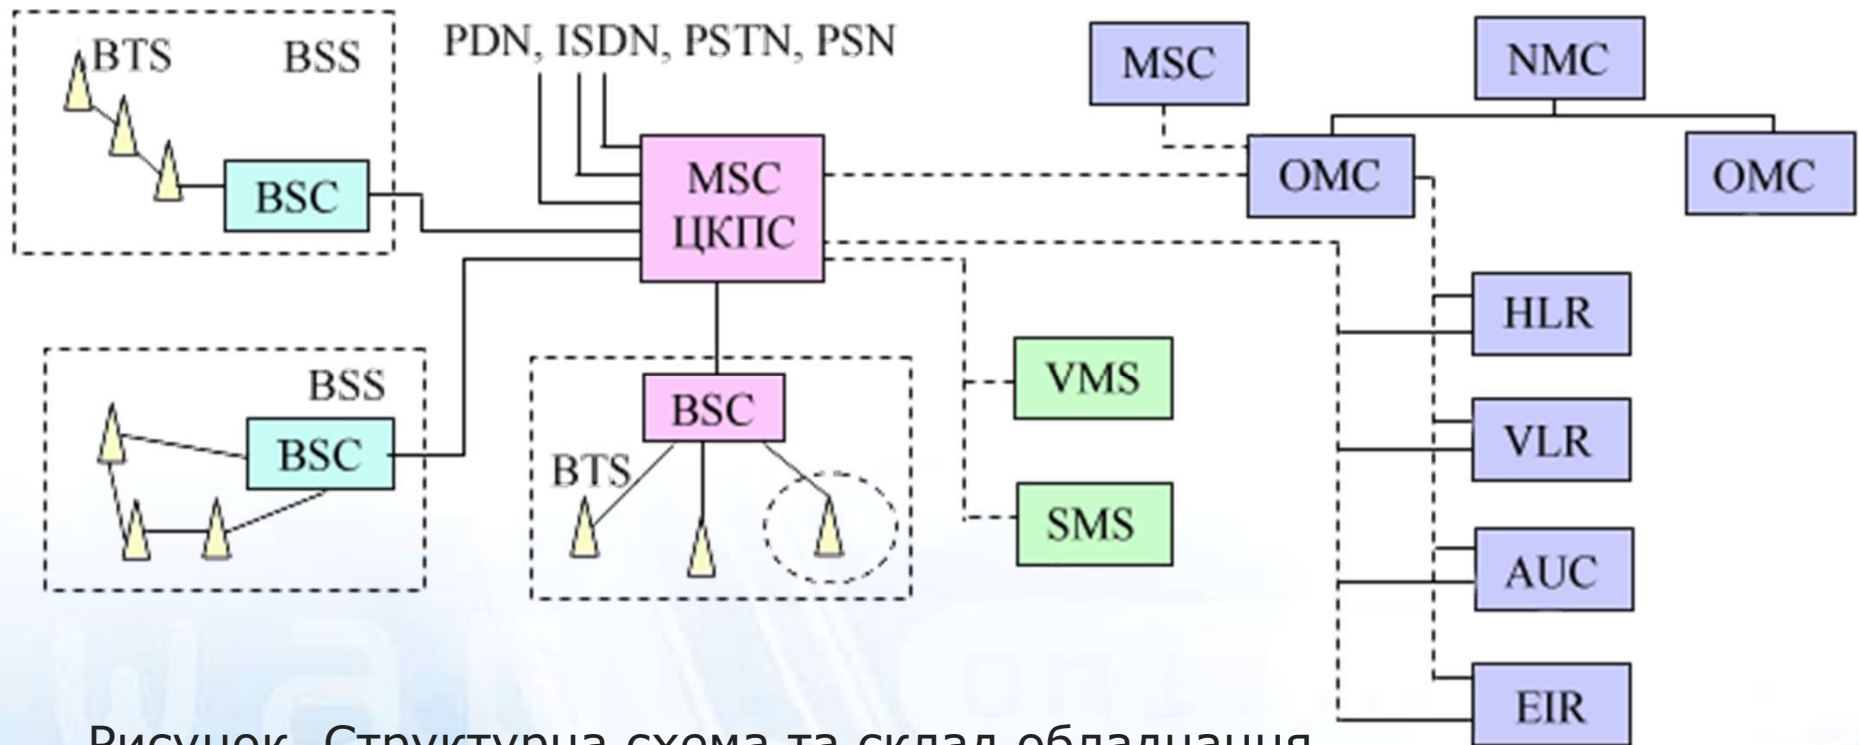 BTS
BSS
PDN, ISDN, PSTN, PSN
MSC
NMC
BSC
MSC
ЦКПС
OMC
OMC
HLR
BSS
BSC
BSC
BTS
VMS
VLR
SMS
AUC
EIR
Рисунок. Структурна схема та склад обладнання